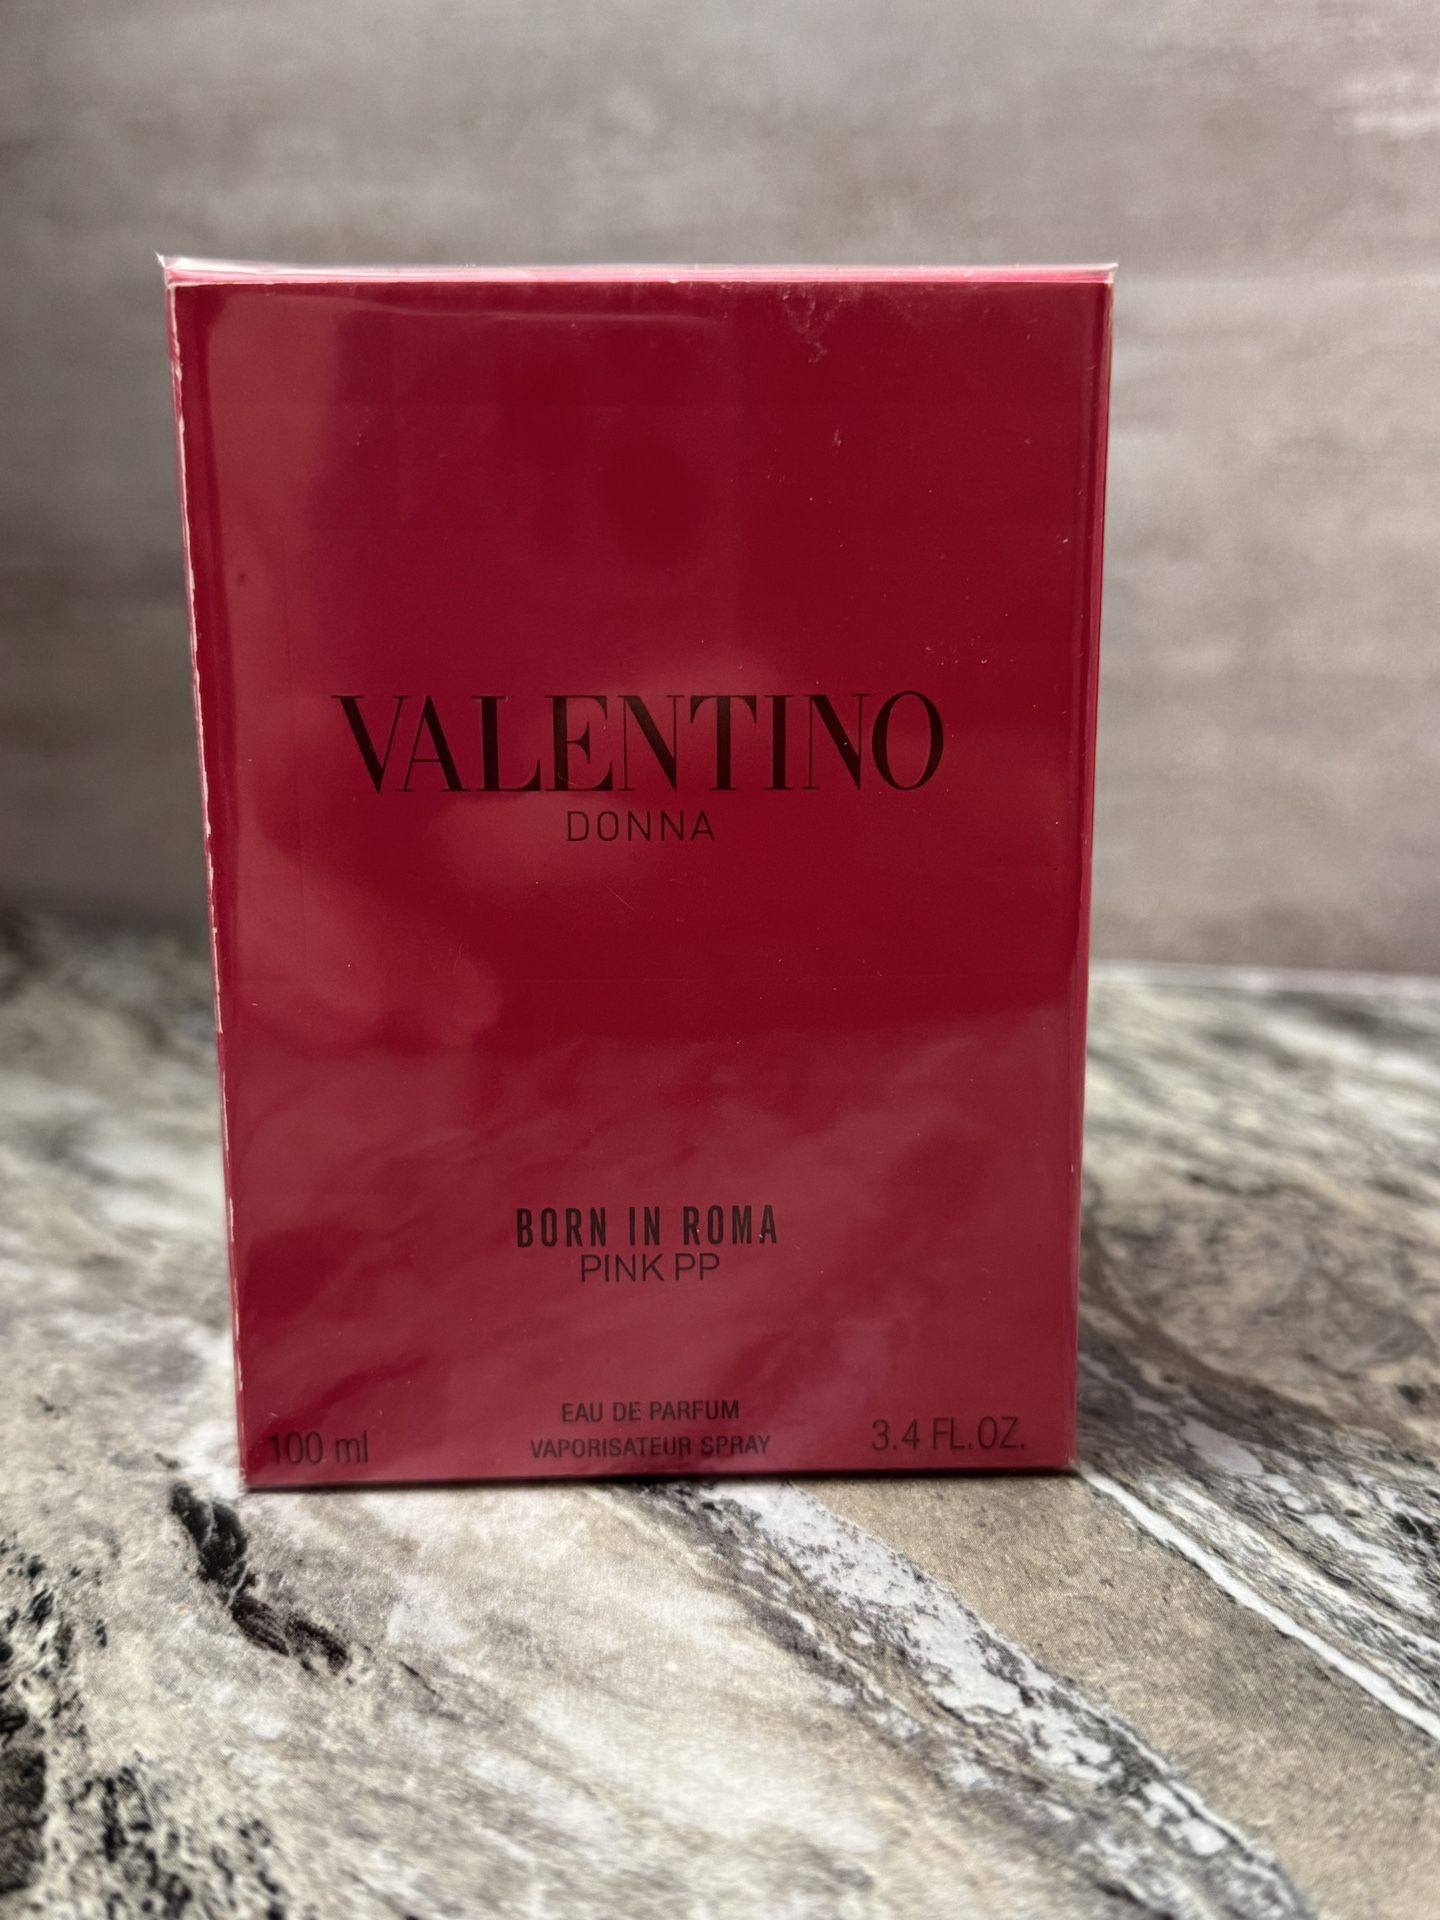 VALENTINO
DONNA
BORN IN ROMA
PINK PP
EAU DE PARFUM
100 ml VAPORISATEUR SPRAY 3.4 FL.OZ.